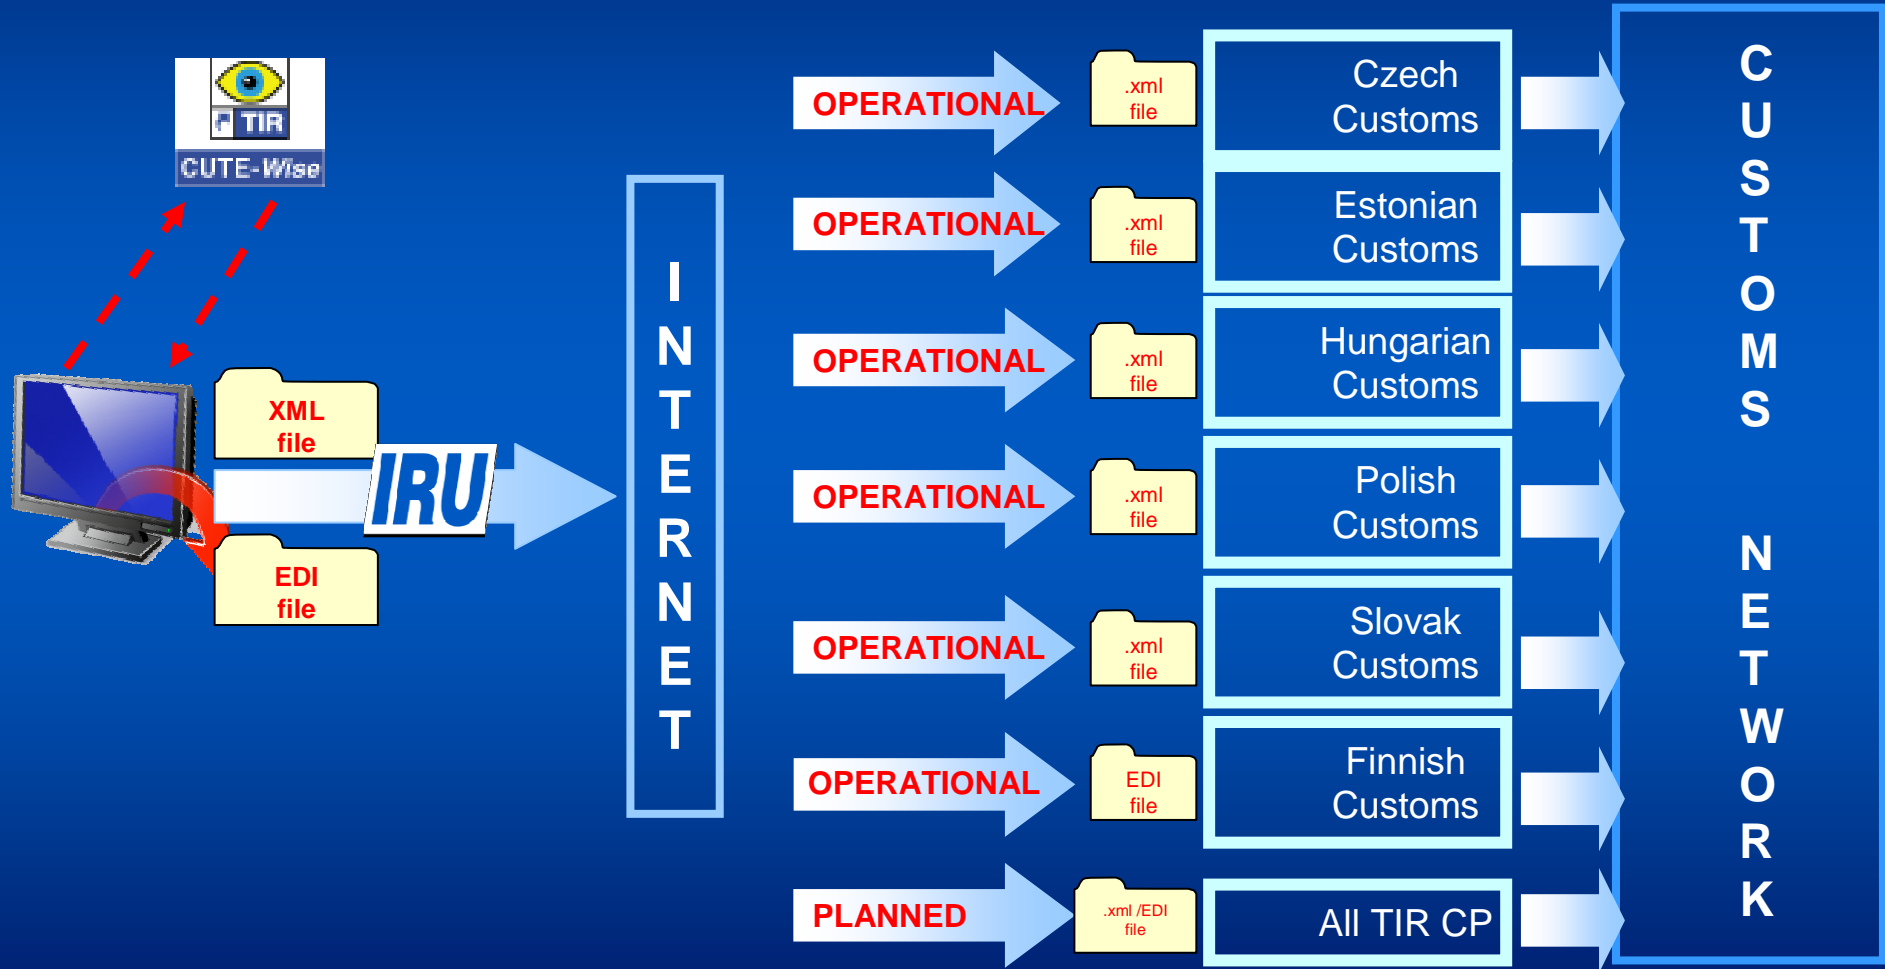 TIR
CUTE-Wise
XML
file
IRU
EDI
file
INTERNET
OPERATIONAL
.xml
file
Czech
Customs
OPERATIONAL
.xml
file
Estonian
Customs
OPERATIONAL
.xml
file
Hungarian
Customs
OPERATIONAL
.xml
file
Polish
Customs
OPERATIONAL
.xml
file
Slovak
Customs
OPERATIONAL
EDI
file
Finnish
Customs
PLANNED
.xml /EDI
file
All TIR CP
CUSTOMS NETWORK